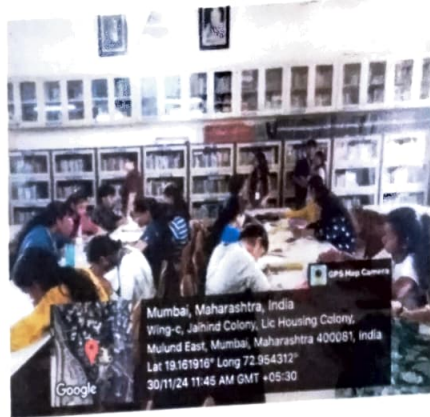 GPS Map Camera
Mumbai, Maharashtra, India
Wing-c, Jaihind Colony, Lic Housing Colony,
Mulund East, Mumbai, Maharashtra 400081, India
Lat 19.161916° Long 72.954312°
30/11/24 11:45 AM GMT +05:30
Google